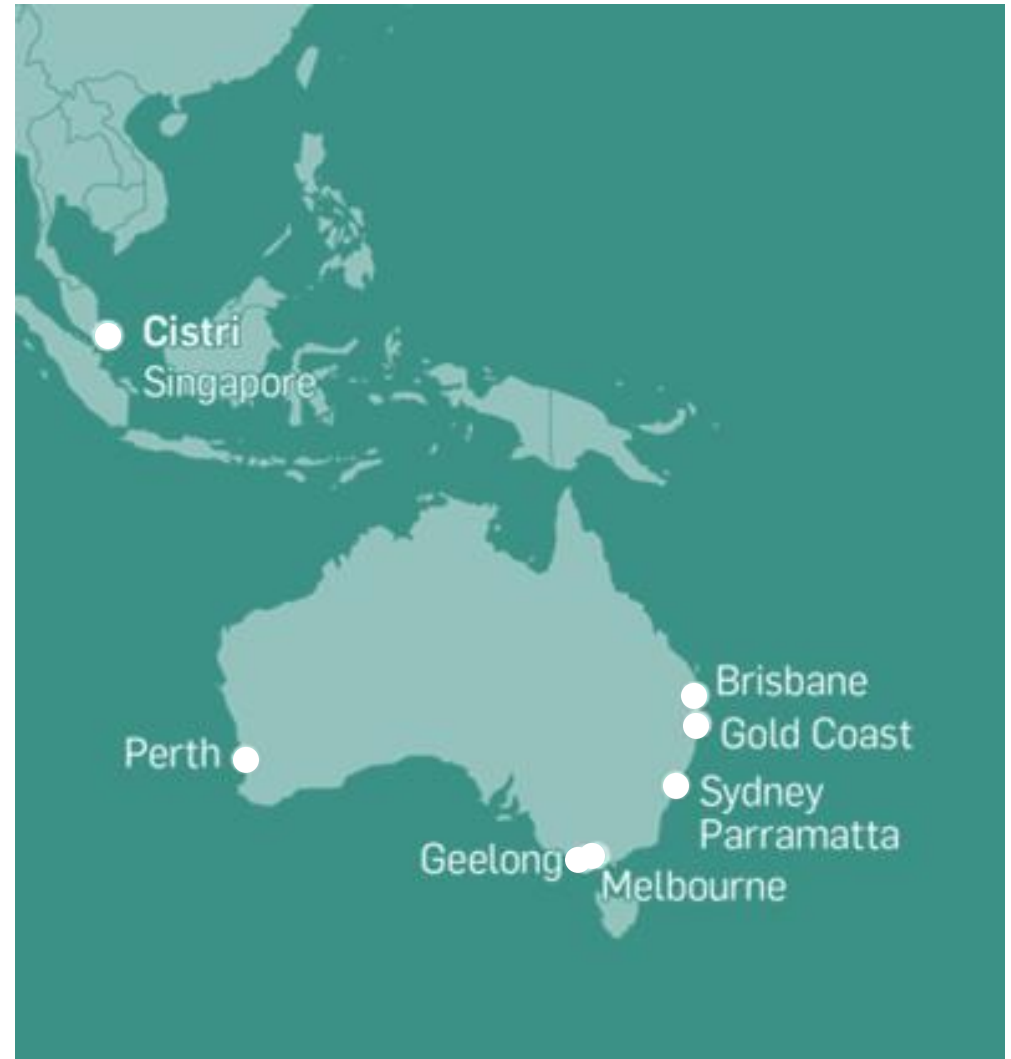 Cistri
Singapore
Brisbane
Gold Coast
Perth
Sydney
Parramatta
Geelong
Melbourne